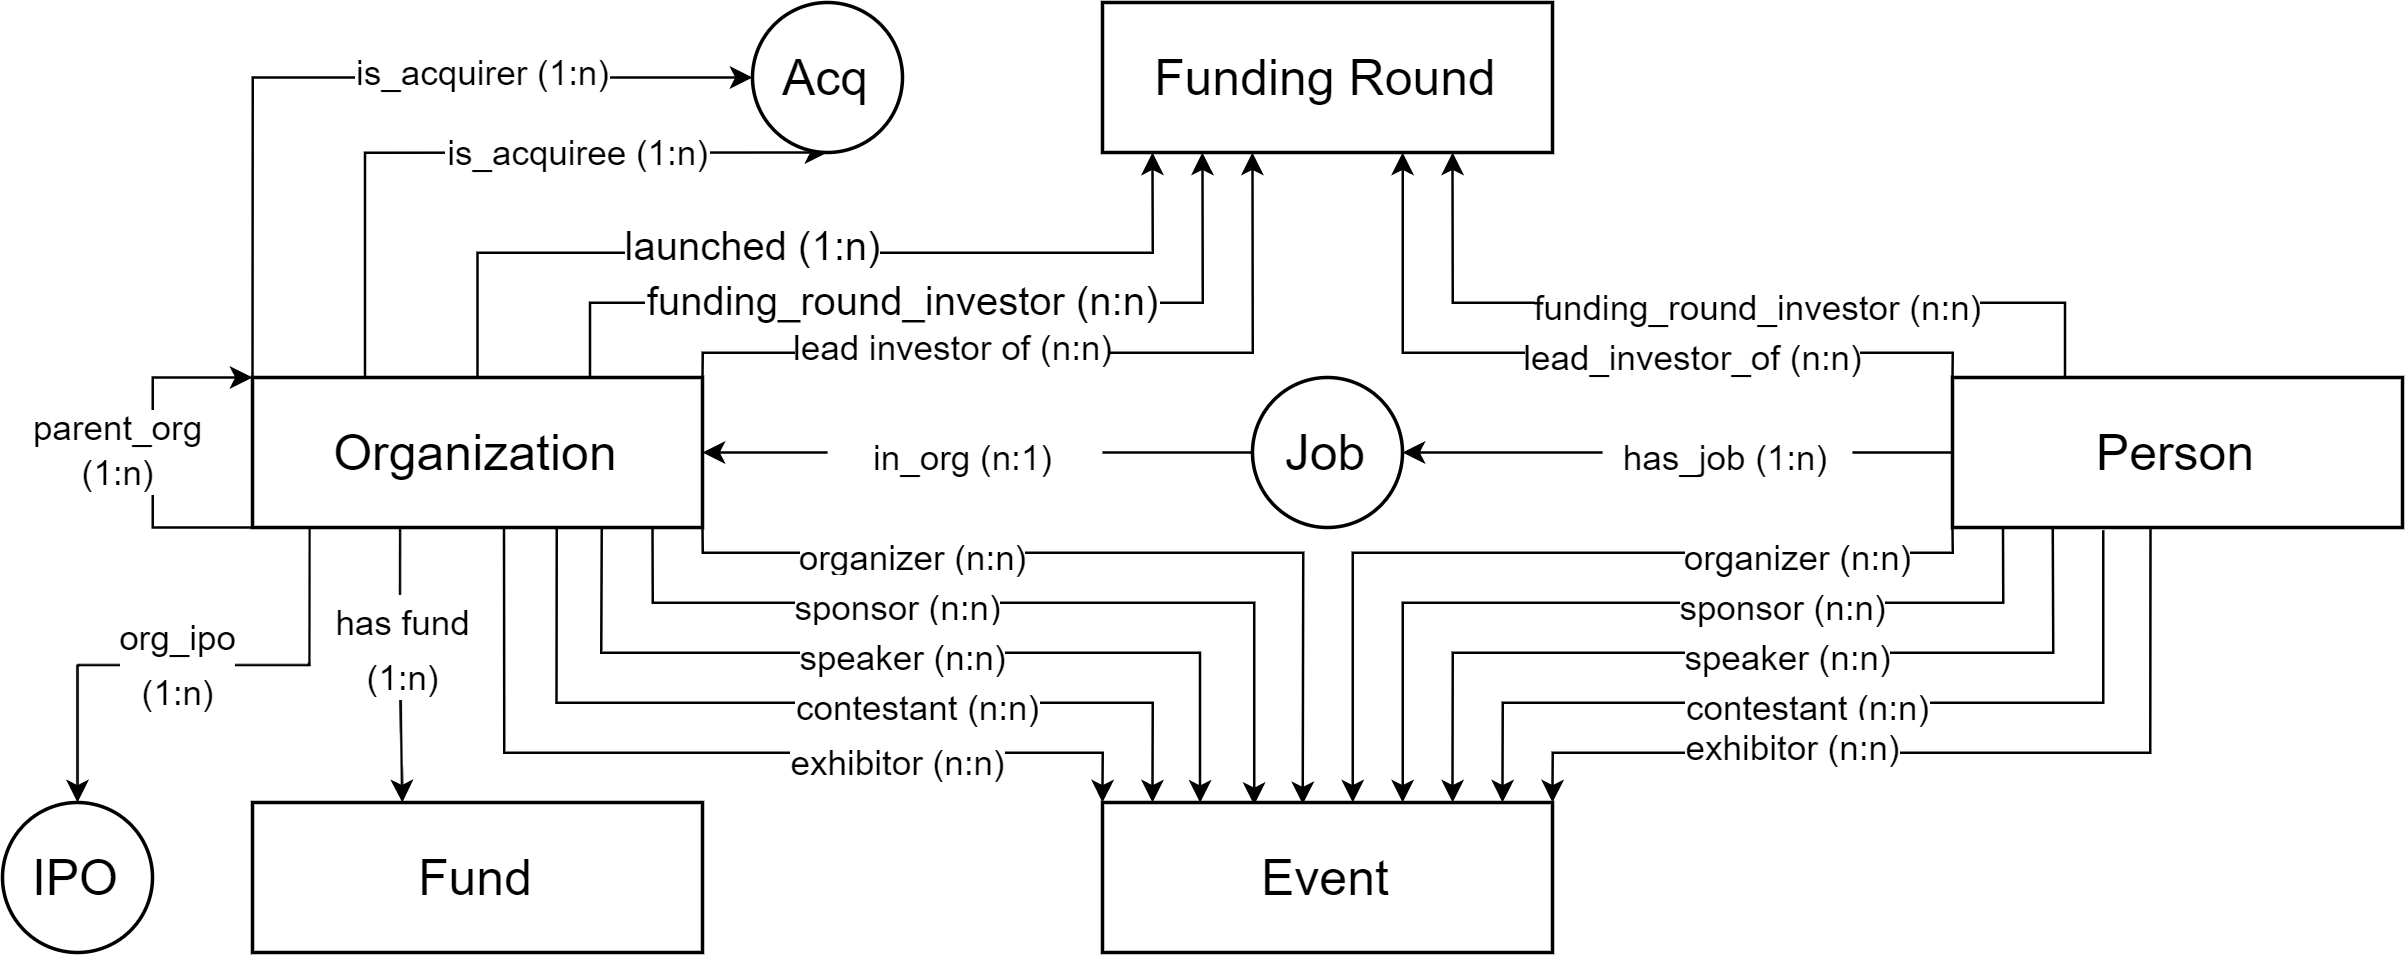 is_acquirer (1:n)
Acq
Funding Round
is_acquiree (1:n)
launched (1:n)
funding_round_investor (n:n)
funding_round_investor (n:n)
lead investor of (n:n)
lead_investor_of (n:n)
parent_org
(1:n)
Organization
in_org (n:1)
Job
has_job (1:n)
Person
organizer (n:n)
organizer (n:n)
sponsor (n:n)
sponsor (n:n)
speaker (n:n)
speaker (n:n)
contestant (n:n)
contestant (n:n)
exhibitor (n:n)
exhibitor (n:n)
org_ipo
(1:n)
has fund
(1:n)
IPO
Fund
Event